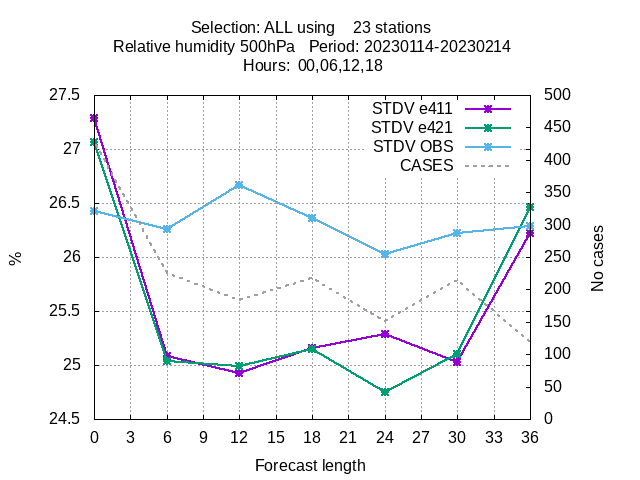 Selection: ALL using    23 stations
Relative humidity 500hPa   Period: 20230114-20230214
Hours:  00,06,12,18
27.5
27
26.5
26
25.5
25
24.5
%
STDV e411
STDV e421
STDV OBS
CASES
500
450
400
350
300
250
200
150
100
50
0
No cases
0 3 6 9 12 15 18 21 24 27 30 33 36
Forecast length